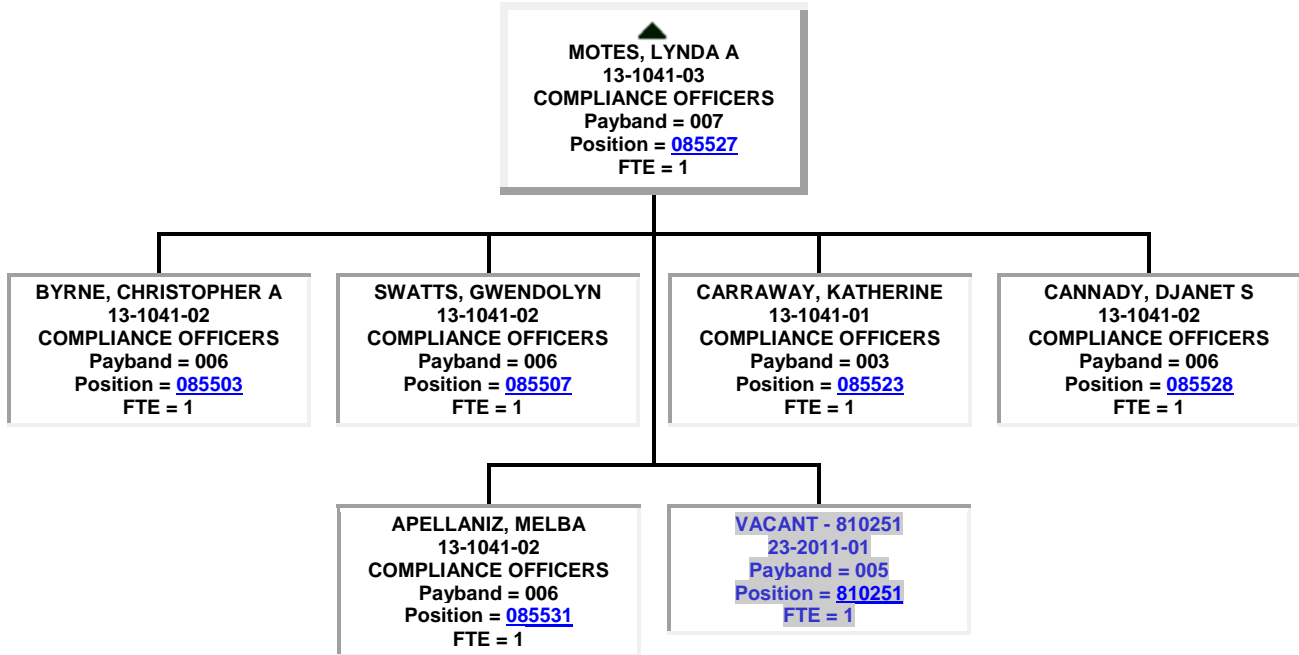 MOTES, LYNDA A
13-1041-03
COMPLIANCE OFFICERS
Payband = 007
Position = 085527
FTE = 1
BYRNE, CHRISTOPHER A
13-1041-02
COMPLIANCE OFFICERS
Payband = 006
Position = 085503
FTE = 1
SWATTS, GWENDOLYN
13-1041-02
COMPLIANCE OFFICERS
Payband = 006
Position = 085507
FTE = 1
CARRAWAY, KATHERINE
13-1041-01
COMPLIANCE OFFICERS
Payband = 003
Position = 085523
FTE = 1
CANNADY, DJANET S
13-1041-02
COMPLIANCE OFFICERS
Payband = 006
Position = 085528
FTE = 1
APELLANIZ, MELBA
13-1041-02
COMPLIANCE OFFICERS
Payband = 006
Position = 085531
FTE = 1
VACANT - 810251
23-2011-01
Payband = 005
Position = 810251
FTE = 1